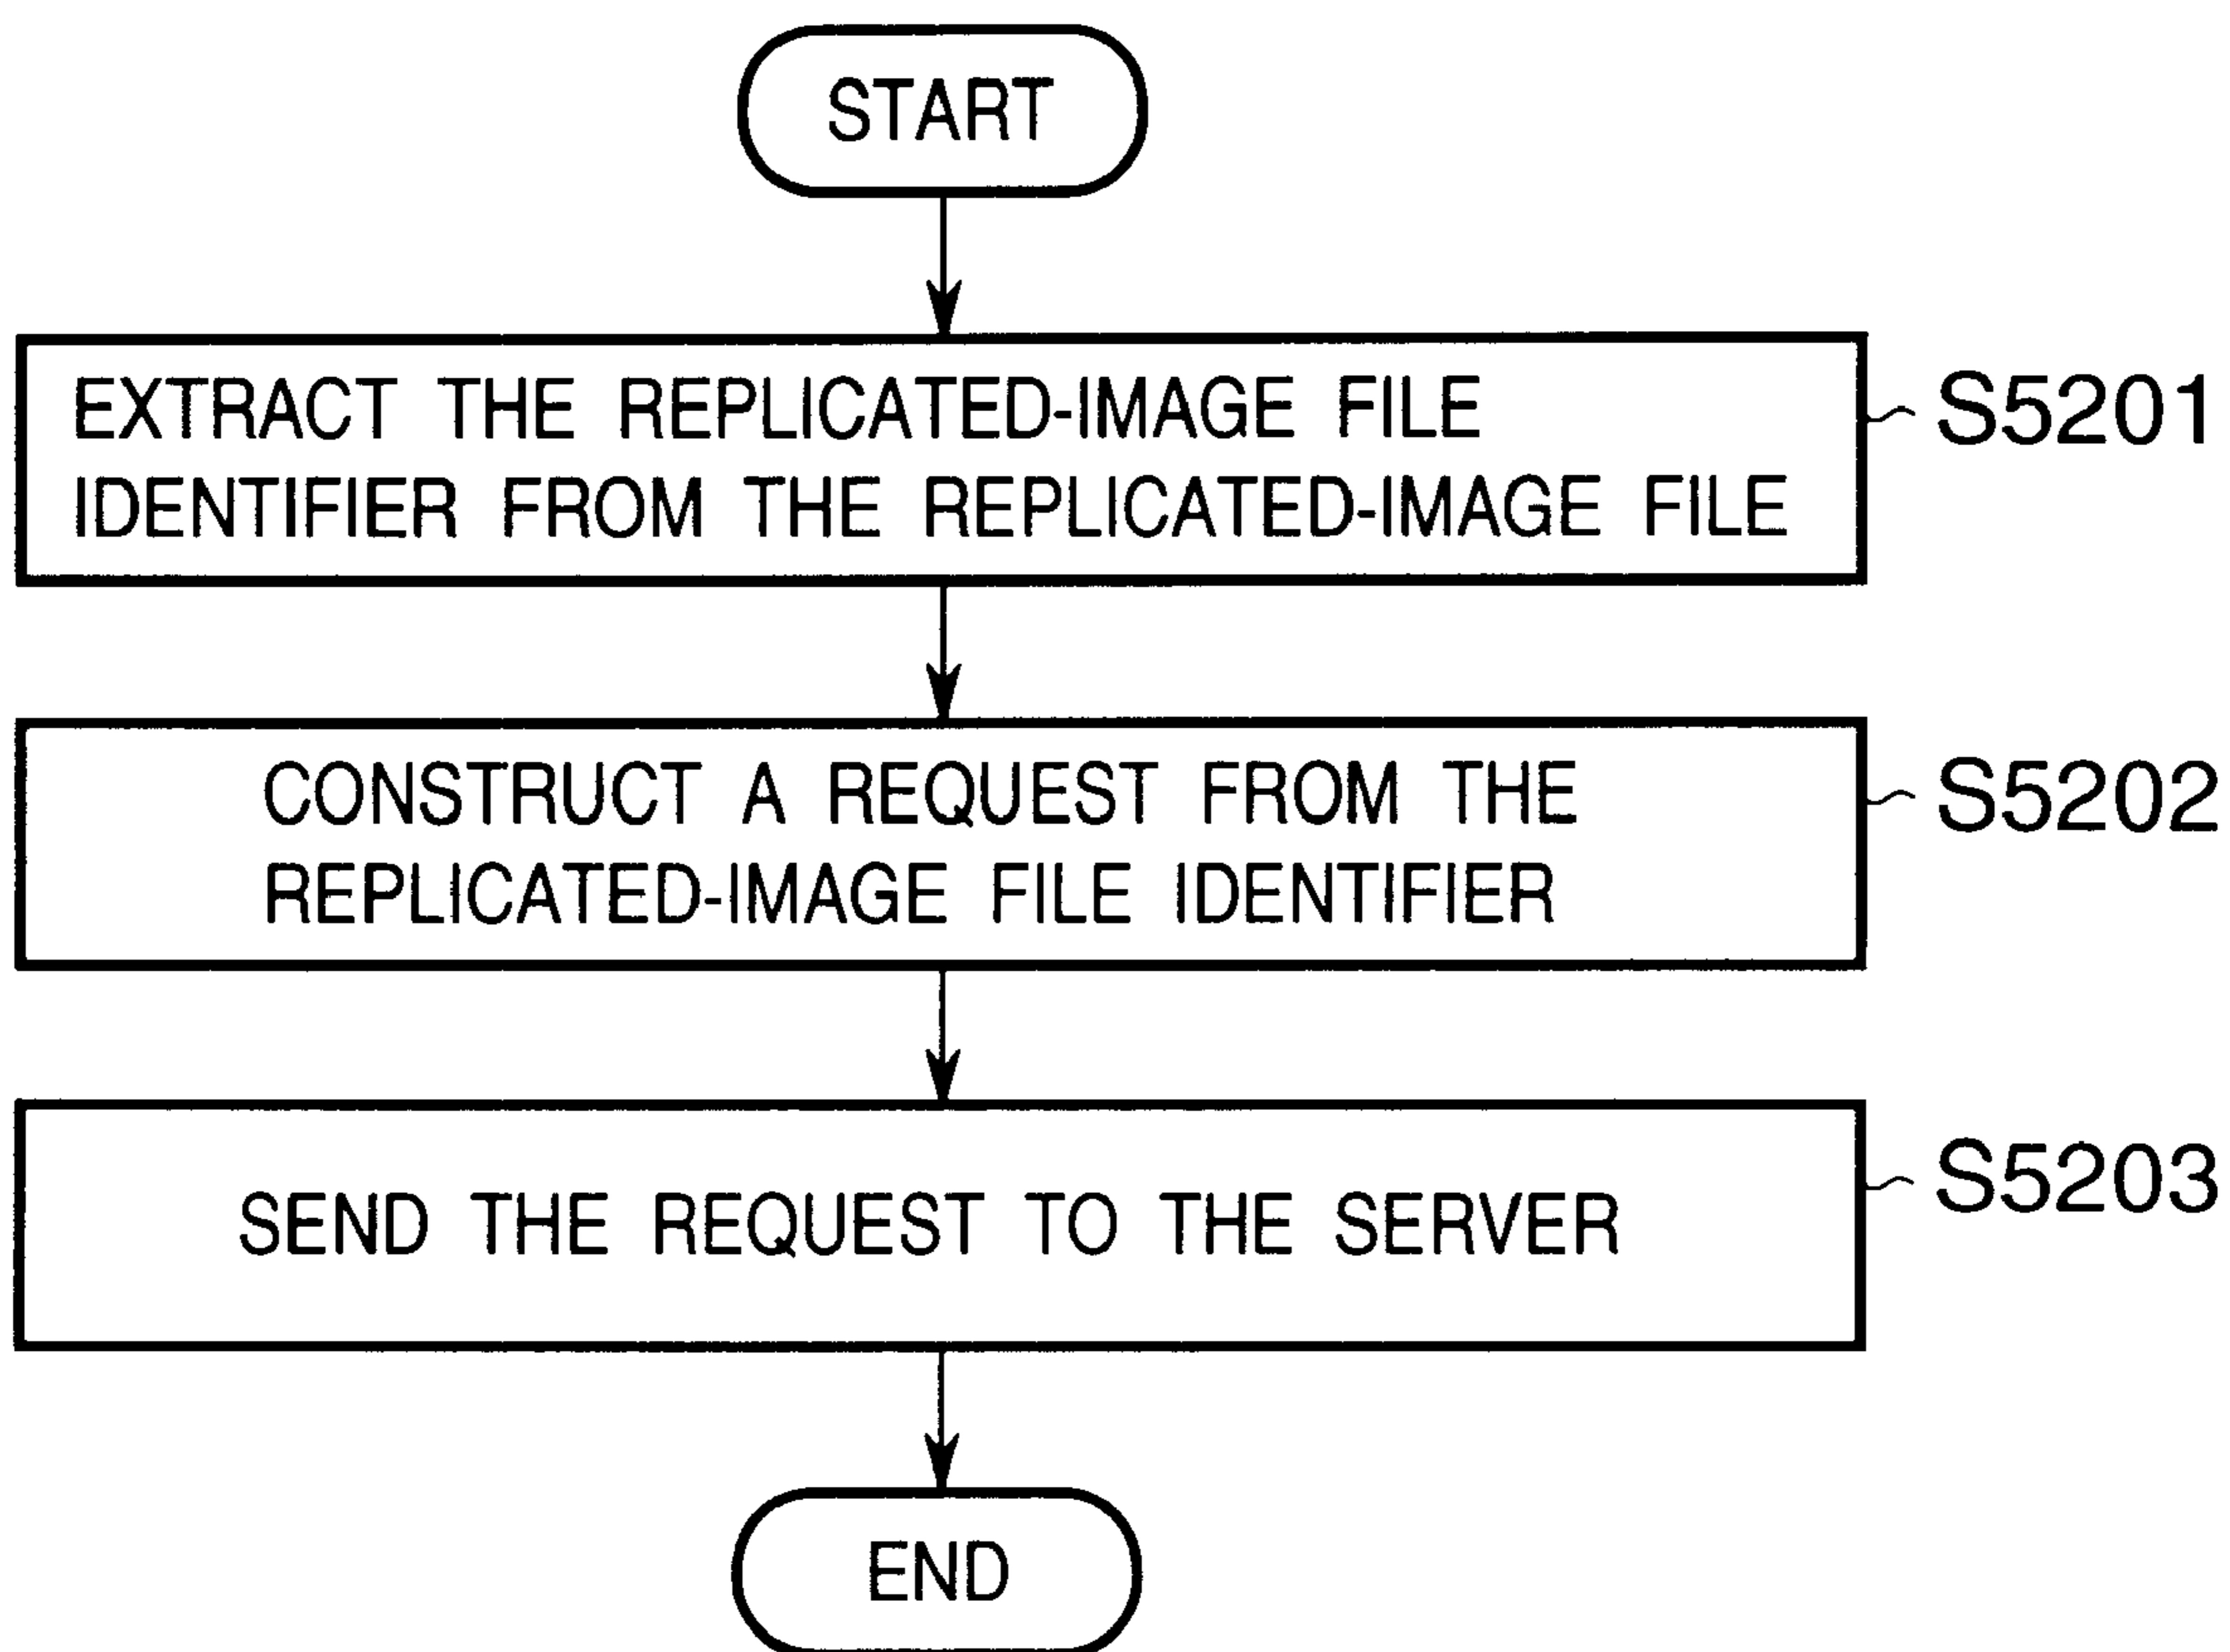 START
EXTRACT THE REPLICATED-IMAGE FILE
IDENTIFIER FROM THE REPLICATED-IMAGE FILE
S5201
CONSTRUCT A REQUEST FROM THE
REPLICATED-IMAGE FILE IDENTIFIER
S5202
SEND THE REQUEST TO THE SERVER
S5203
END